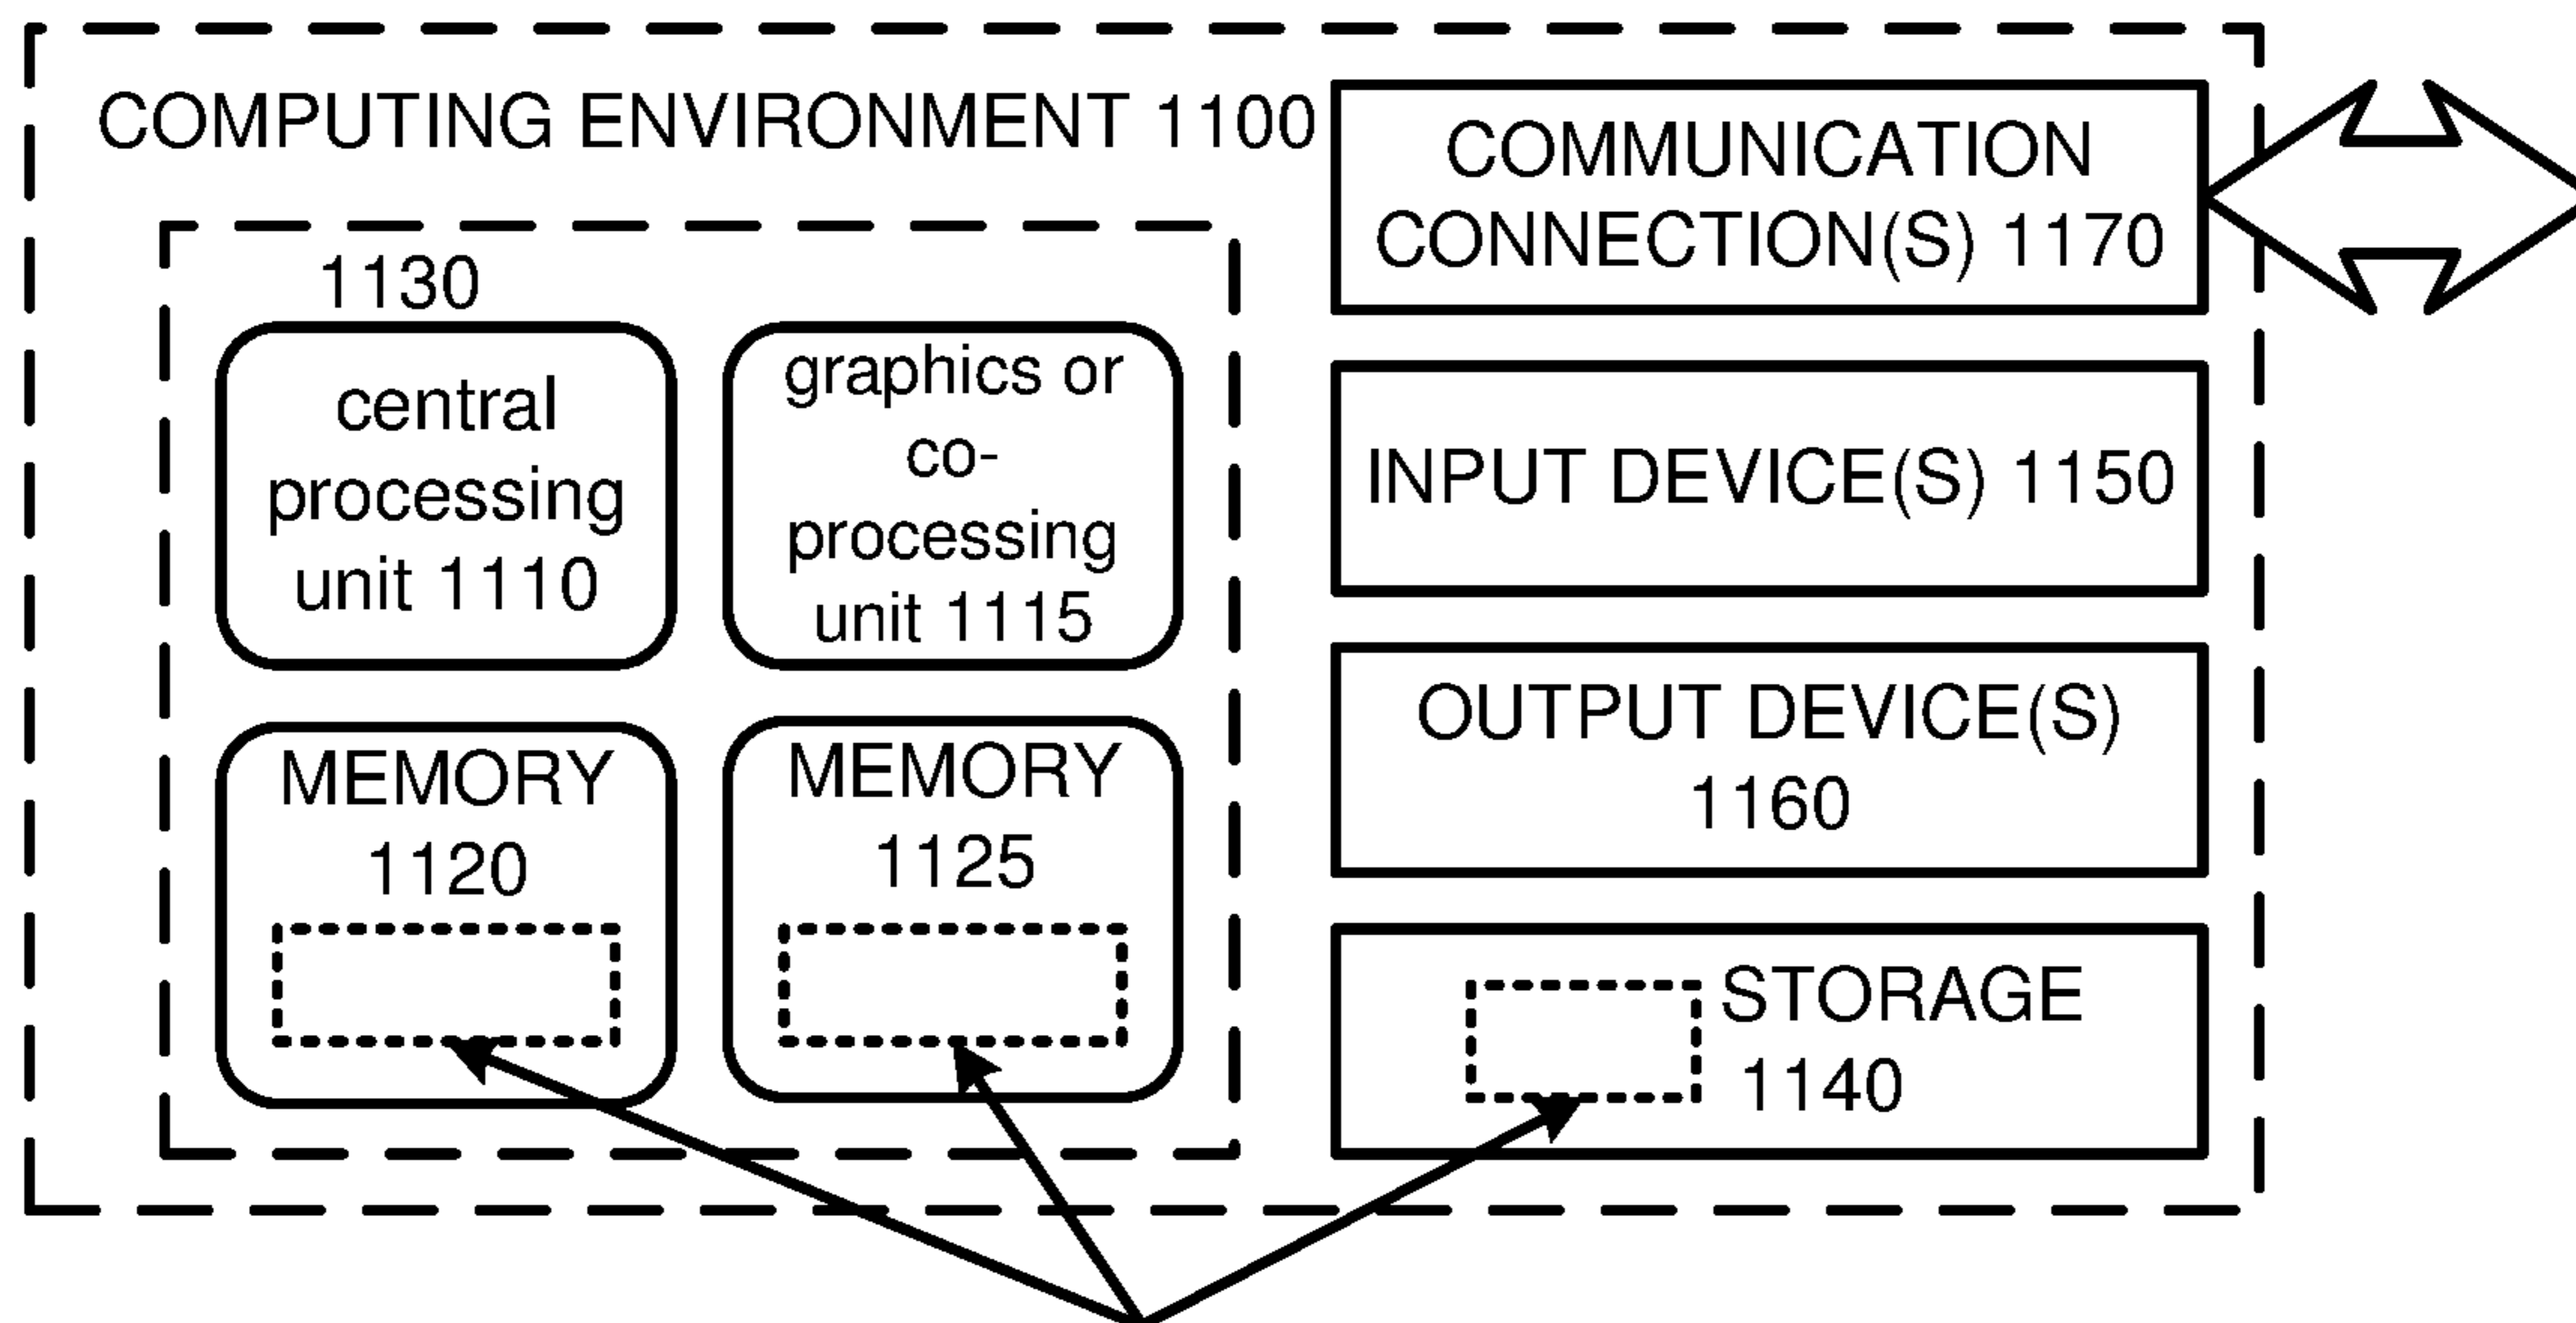 COMPUTING ENVIRONMENT 1100
1130
central
processing
unit 1110
graphics or
co-
processing
unit 1115
MEMORY
1120
MEMORY
1125
COMMUNICATION
CONNECTION(S) 1170
INPUT DEVICE(S) 1150
OUTPUT DEVICE(S)
1160
STORAGE
1140